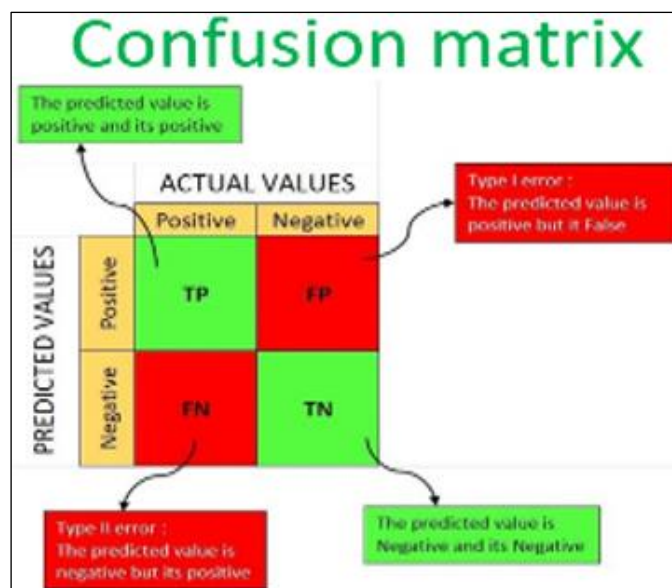 Confusion matrix
The predicted value is
positive and its positive
ACTUAL VALUES
Positive Negative
Type I error :
The predicted value is
positive but it False
PREDICTED VALUES
Positive
TP FP
Negative
FN TN
Type II error :
The predicted value is
negative but its positive
The predicted value is
Negative and its Negative